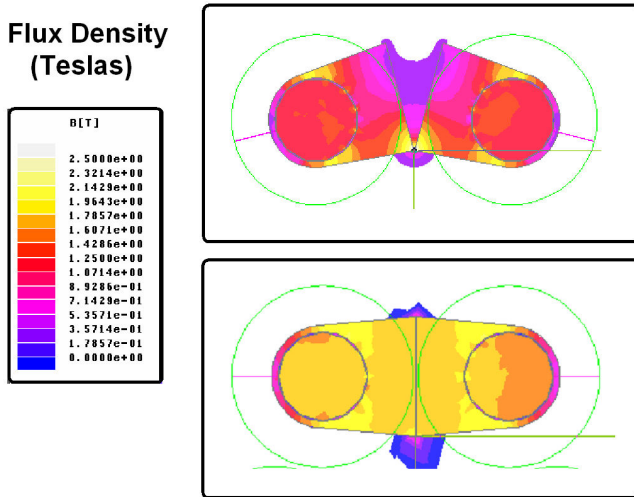 Flux Density
(Teslas)
B[T]
2.5000e+00
2.3214e+00
2.1429e+00
1.9643e+00
1.7857e+00
1.6071e+00
1.4286e+00
1.2500e+00
1.0714e+00
8.9286e-01
7.1429e-01
5.3571e-01
3.5714e-01
1.7857e-01
0.0000e+00